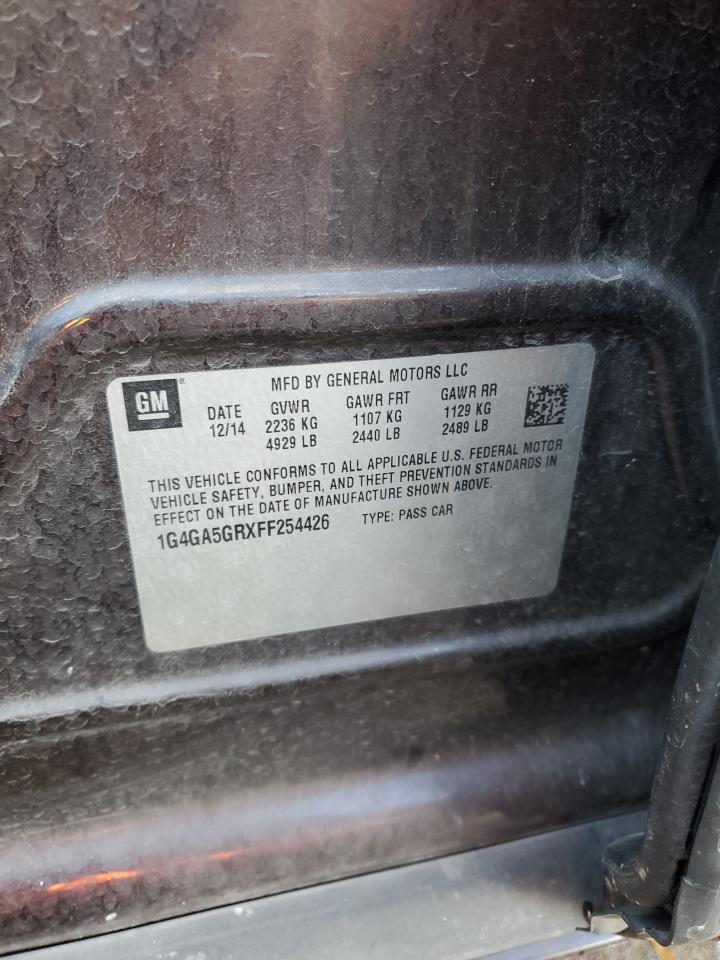 GM®
MFD BY GENERAL MOTORS LLC
DATE GVWR GAWR FRT GAWR RR
12/14 2236 KG 1107 KG 1129 KG
4929 LB 2440 LB 2489 LB
THIS VEHICLE CONFORMS TO ALL APPLICABLE U.S. FEDERAL MOTOR
VEHICLE SAFETY, BUMPER, AND THEFT PREVENTION STANDARDS IN
EFFECT ON THE DATE OF MANUFACTURE SHOWN ABOVE.
1G4GA5GRXFF254426 TYPE: PASS CAR